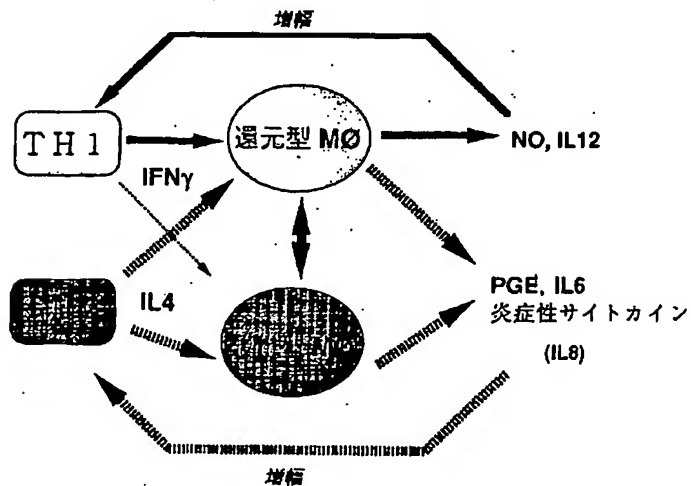 増幅
TH1
還元型 MØ
NO, IL12
IFNγ
IL4
PGE, IL6
炎症性サイトカイン
(IL8)
増幅